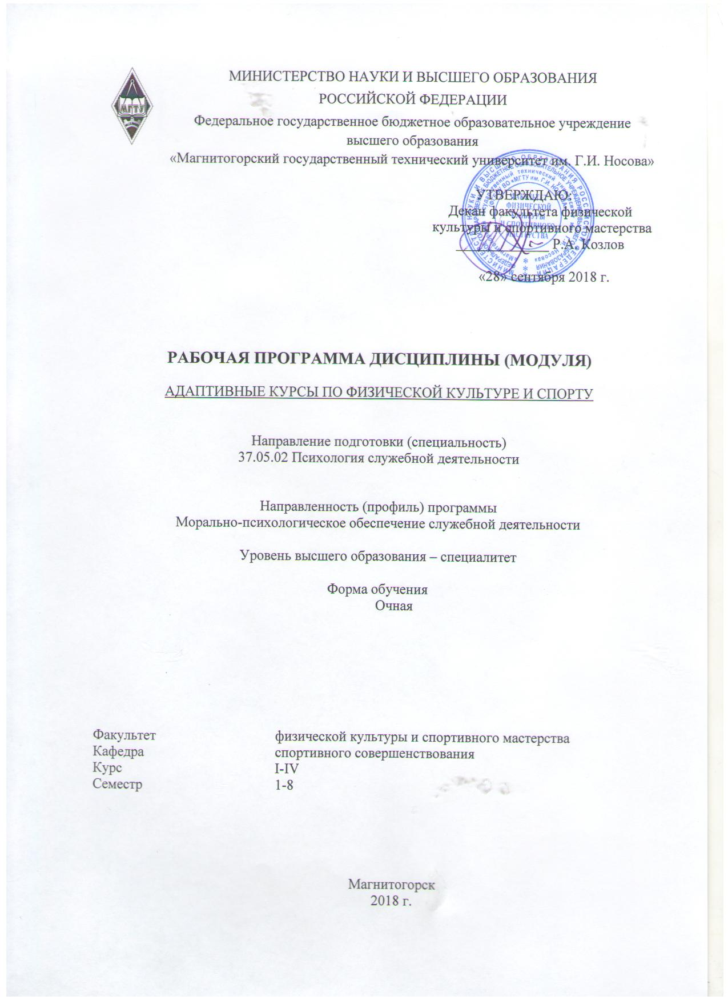 МГТУ
МИНИСТЕРСТВО НАУКИ И ВЫСШЕГО ОБРАЗОВАНИЯ
РОССИЙСКОЙ ФЕДЕРАЦИИ
Федеральное государственное бюджетное образовательное учреждение
высшего образования
«Магнитогорский государственный технический университет им. Г.И. Носова»
УТВЕРЖДАЮ:
Декан факультета физической
культуры и спортивного мастерства
Р.А. Козлов
«28» сентября 2018 г.
РАБОЧАЯ ПРОГРАММА ДИСЦИПЛИНЫ (МОДУЛЯ)
АДАПТИВНЫЕ КУРСЫ ПО ФИЗИЧЕСКОЙ КУЛЬТУРЕ И СПОРТУ
Направление подготовки (специальность)
37.05.02 Психология служебной деятельности
Направленность (профиль) программы
Морально-психологическое обеспечение служебной деятельности
Уровень высшего образования – специалитет
Форма обучения
Очная
Факультет физической культуры и спортивного мастерства
Кафедра спортивного совершенствования
Курс I-IV
Семестр 1-8
Магнитогорск
2018 г.